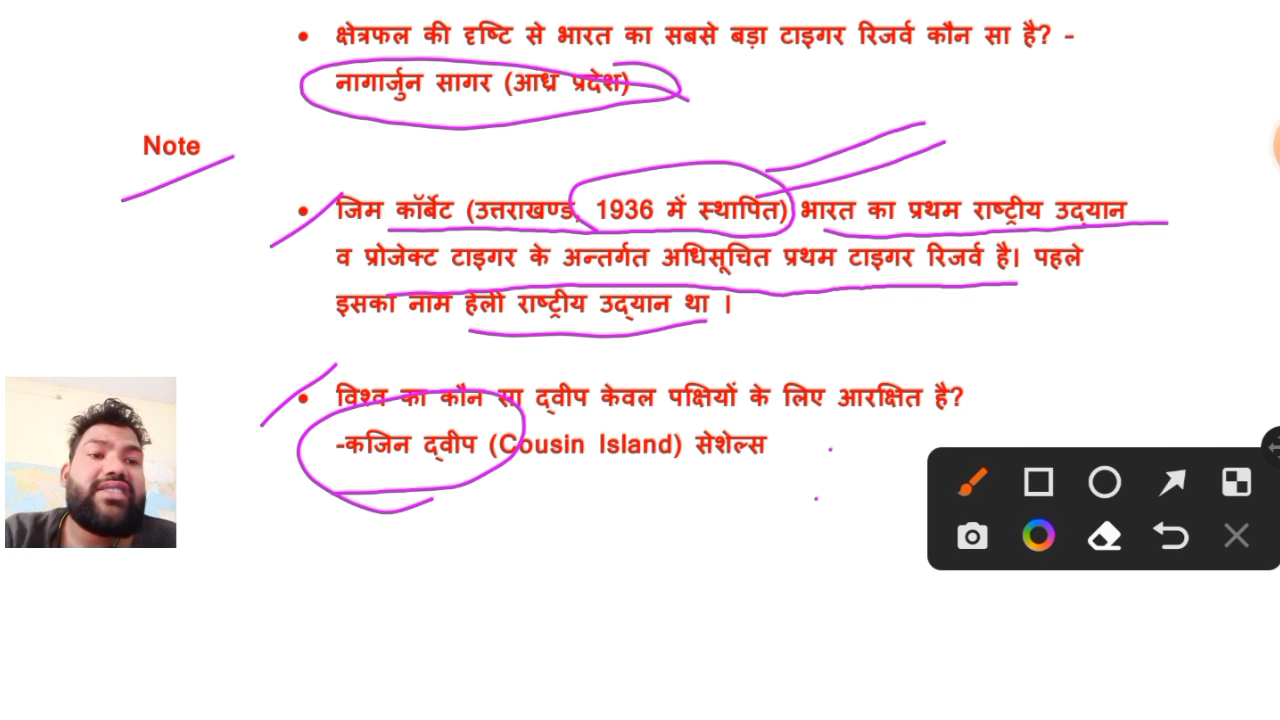 • क्षेत्रफल की दृष्टि से भारत का सबसे बड़ा टाइगर रिजर्व कौन सा है? -
नागार्जुन सागर (आध्र प्रदेश)
Note
• जिम कॉर्बेट (उत्तराखण्ड, 1936 में स्थापित) भारत का प्रथम राष्ट्रीय उद्यान
व प्रोजेक्ट टाइगर के अन्तर्गत अधिसूचित प्रथम टाइगर रिजर्व है। पहले
इसका नाम हेली राष्ट्रीय उद्यान था ।
• विश्व का कौन सा द्वीप केवल पक्षियों के लिए आरक्षित है?
-कजिन द्वीप (Cousin Island) सेशेल्स